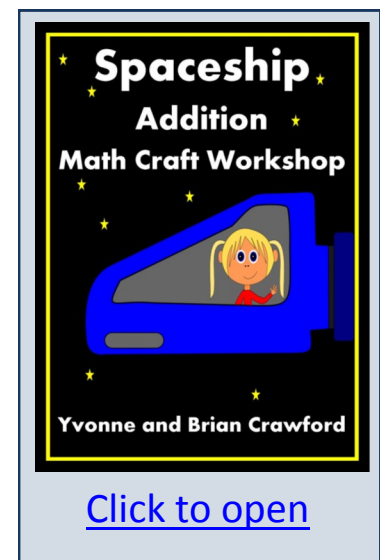 Spaceship
Addition
Math Craft Workshop
Yvonne and Brian Crawford
Click to open